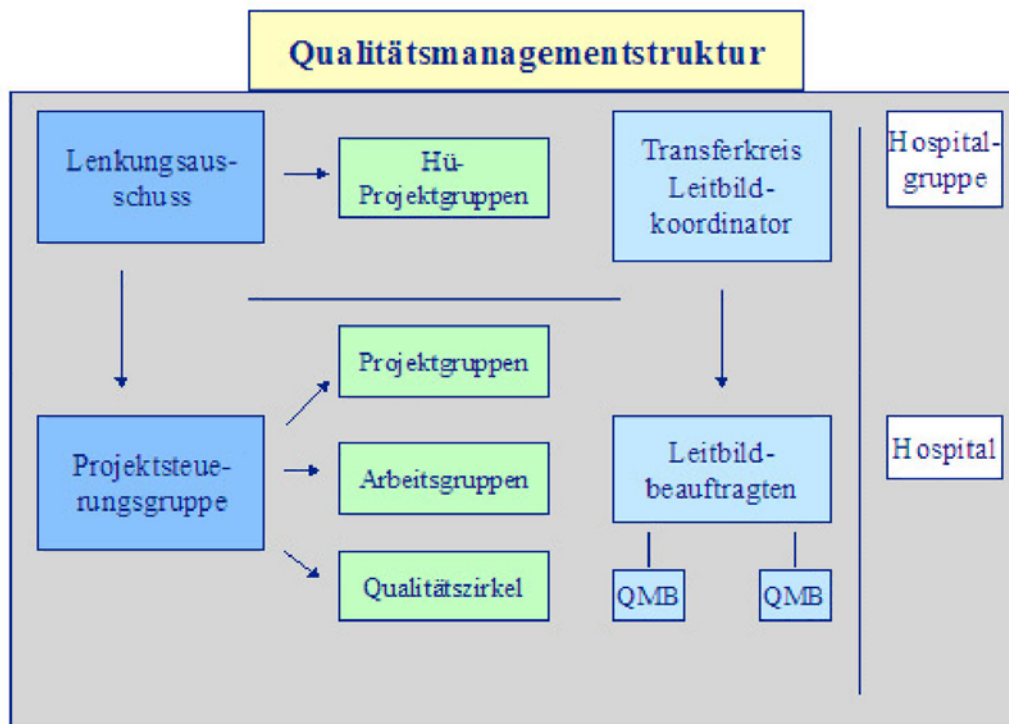 Qualitätsmanagementstruktur
Lenkungsaus-
schuss
Hü-
Projektgruppen
Transferkreis
Leitbild-
koordinator
Hospital-
gruppe
Projektgruppen
Projektsteue-
rungsgruppe
Arbeitsgruppen
Leitbild-
beauftragten
Hospital
Qualitätszirkel
QMB
QMB